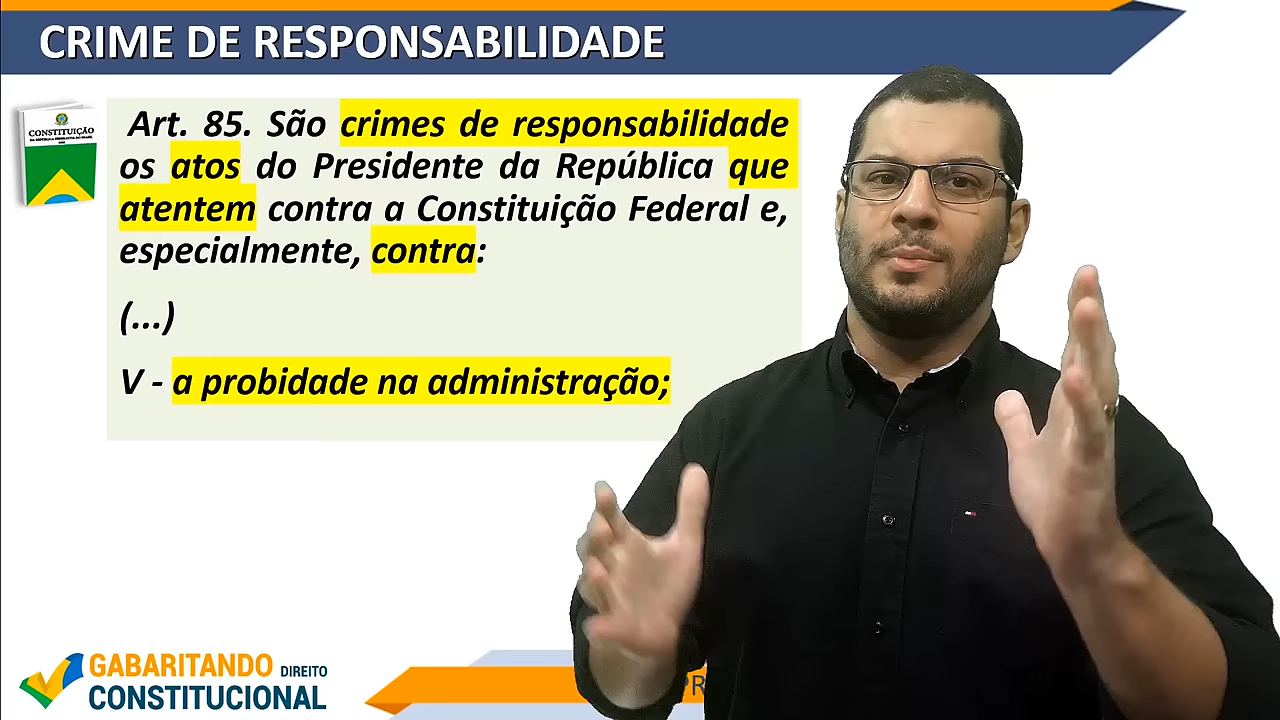 CRIME DE RESPONSABILIDADE
CONSTITUIÇÃO
Art. 85. São crimes de responsabilidade
os atos do Presidente da República que
atentem contra a Constituição Federal e,
especialmente, contra:
(...)
V - a probidade na administração;
GABARITANDO DIREITO
CONSTITUCIONAL